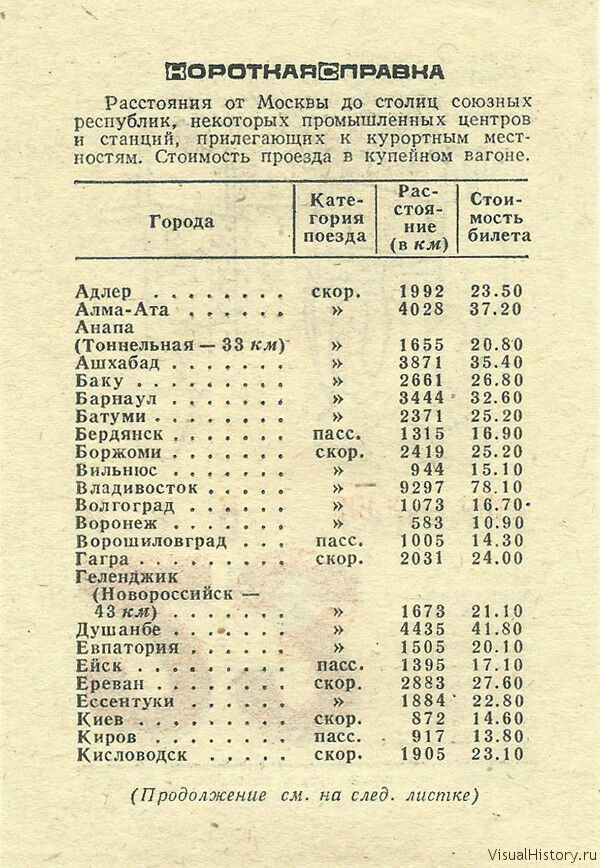 КОРОТКАЯ СПРАВКА
Расстояния от Москвы до столиц союзных
республик, некоторых промышленных центров
и станций, прилегающих к курортным мест-
ностям. Стоимость проезда в купейном вагоне.
Города
Кате-
гория
поезда
Рас-
стоя-
ние
(в км)
Стои-
мость
билета
Адлер . . . . . . . . скор. 1992 23.50
Алма-Ата . . . . . . » 4028 37.20
Анапа
(Тоннельная — 33 км) » 1655 20.80
Ашхабад . . . . . . . » 3871 35.40
Баку . . . . . . . . . » 2661 26.80
Барнаул . . . . . . . » 3444 32.60
Батуми . . . . . . . . » 2371 25.20
Бердянск . . . . . . . пасс. 1315 16.90
Боржоми . . . . . . . скор. 2419 25.20
Вильнюс . . . . . . . » 944 15.10
Владивосток . . . . . » 9297 78.10
Волгоград . . . . . . » 1073 16.70
Воронеж . . . . . . . » 583 10.90
Ворошиловград . . . . пасс. 1005 14.30
Гагра . . . . . . . . скор. 2031 24.00
Геленджик
(Новороссийск —
43 км) . . . . . . . » 1673 21.10
Душанбе . . . . . . . » 4435 41.80
Евпатория . . . . . . » 1505 20.10
Ейск . . . . . . . . . пасс. 1395 17.10
Ереван . . . . . . . . скор. 2883 27.60
Ессентуки . . . . . . » 1884 22.80
Киев . . . . . . . . . скор. 872 14.60
Киров . . . . . . . . пасс. 917 13.80
Кисловодск . . . . . скор. 1905 23.10
(Продолжение см. на след. листке)
VisualHistory.ru